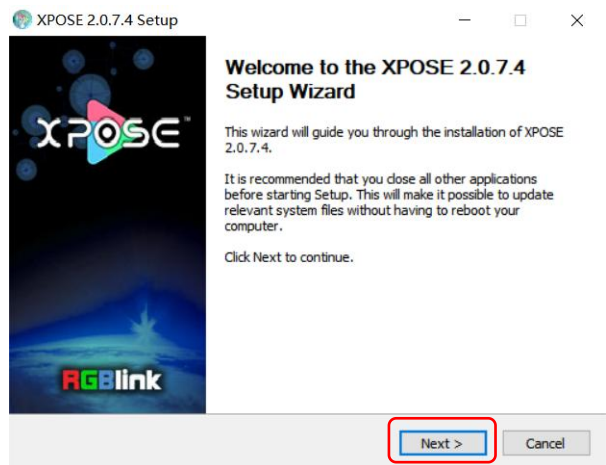 XPOSE 2.0.7.4 Setup
XPOSE™
RGBlink
Welcome to the XPOSE 2.0.7.4
Setup Wizard
This wizard will guide you through the installation of XPOSE
2.0.7.4.
It is recommended that you close all other applications
before starting Setup. This will make it possible to update
relevant system files without having to reboot your
computer.
Click Next to continue.
Next >
Cancel